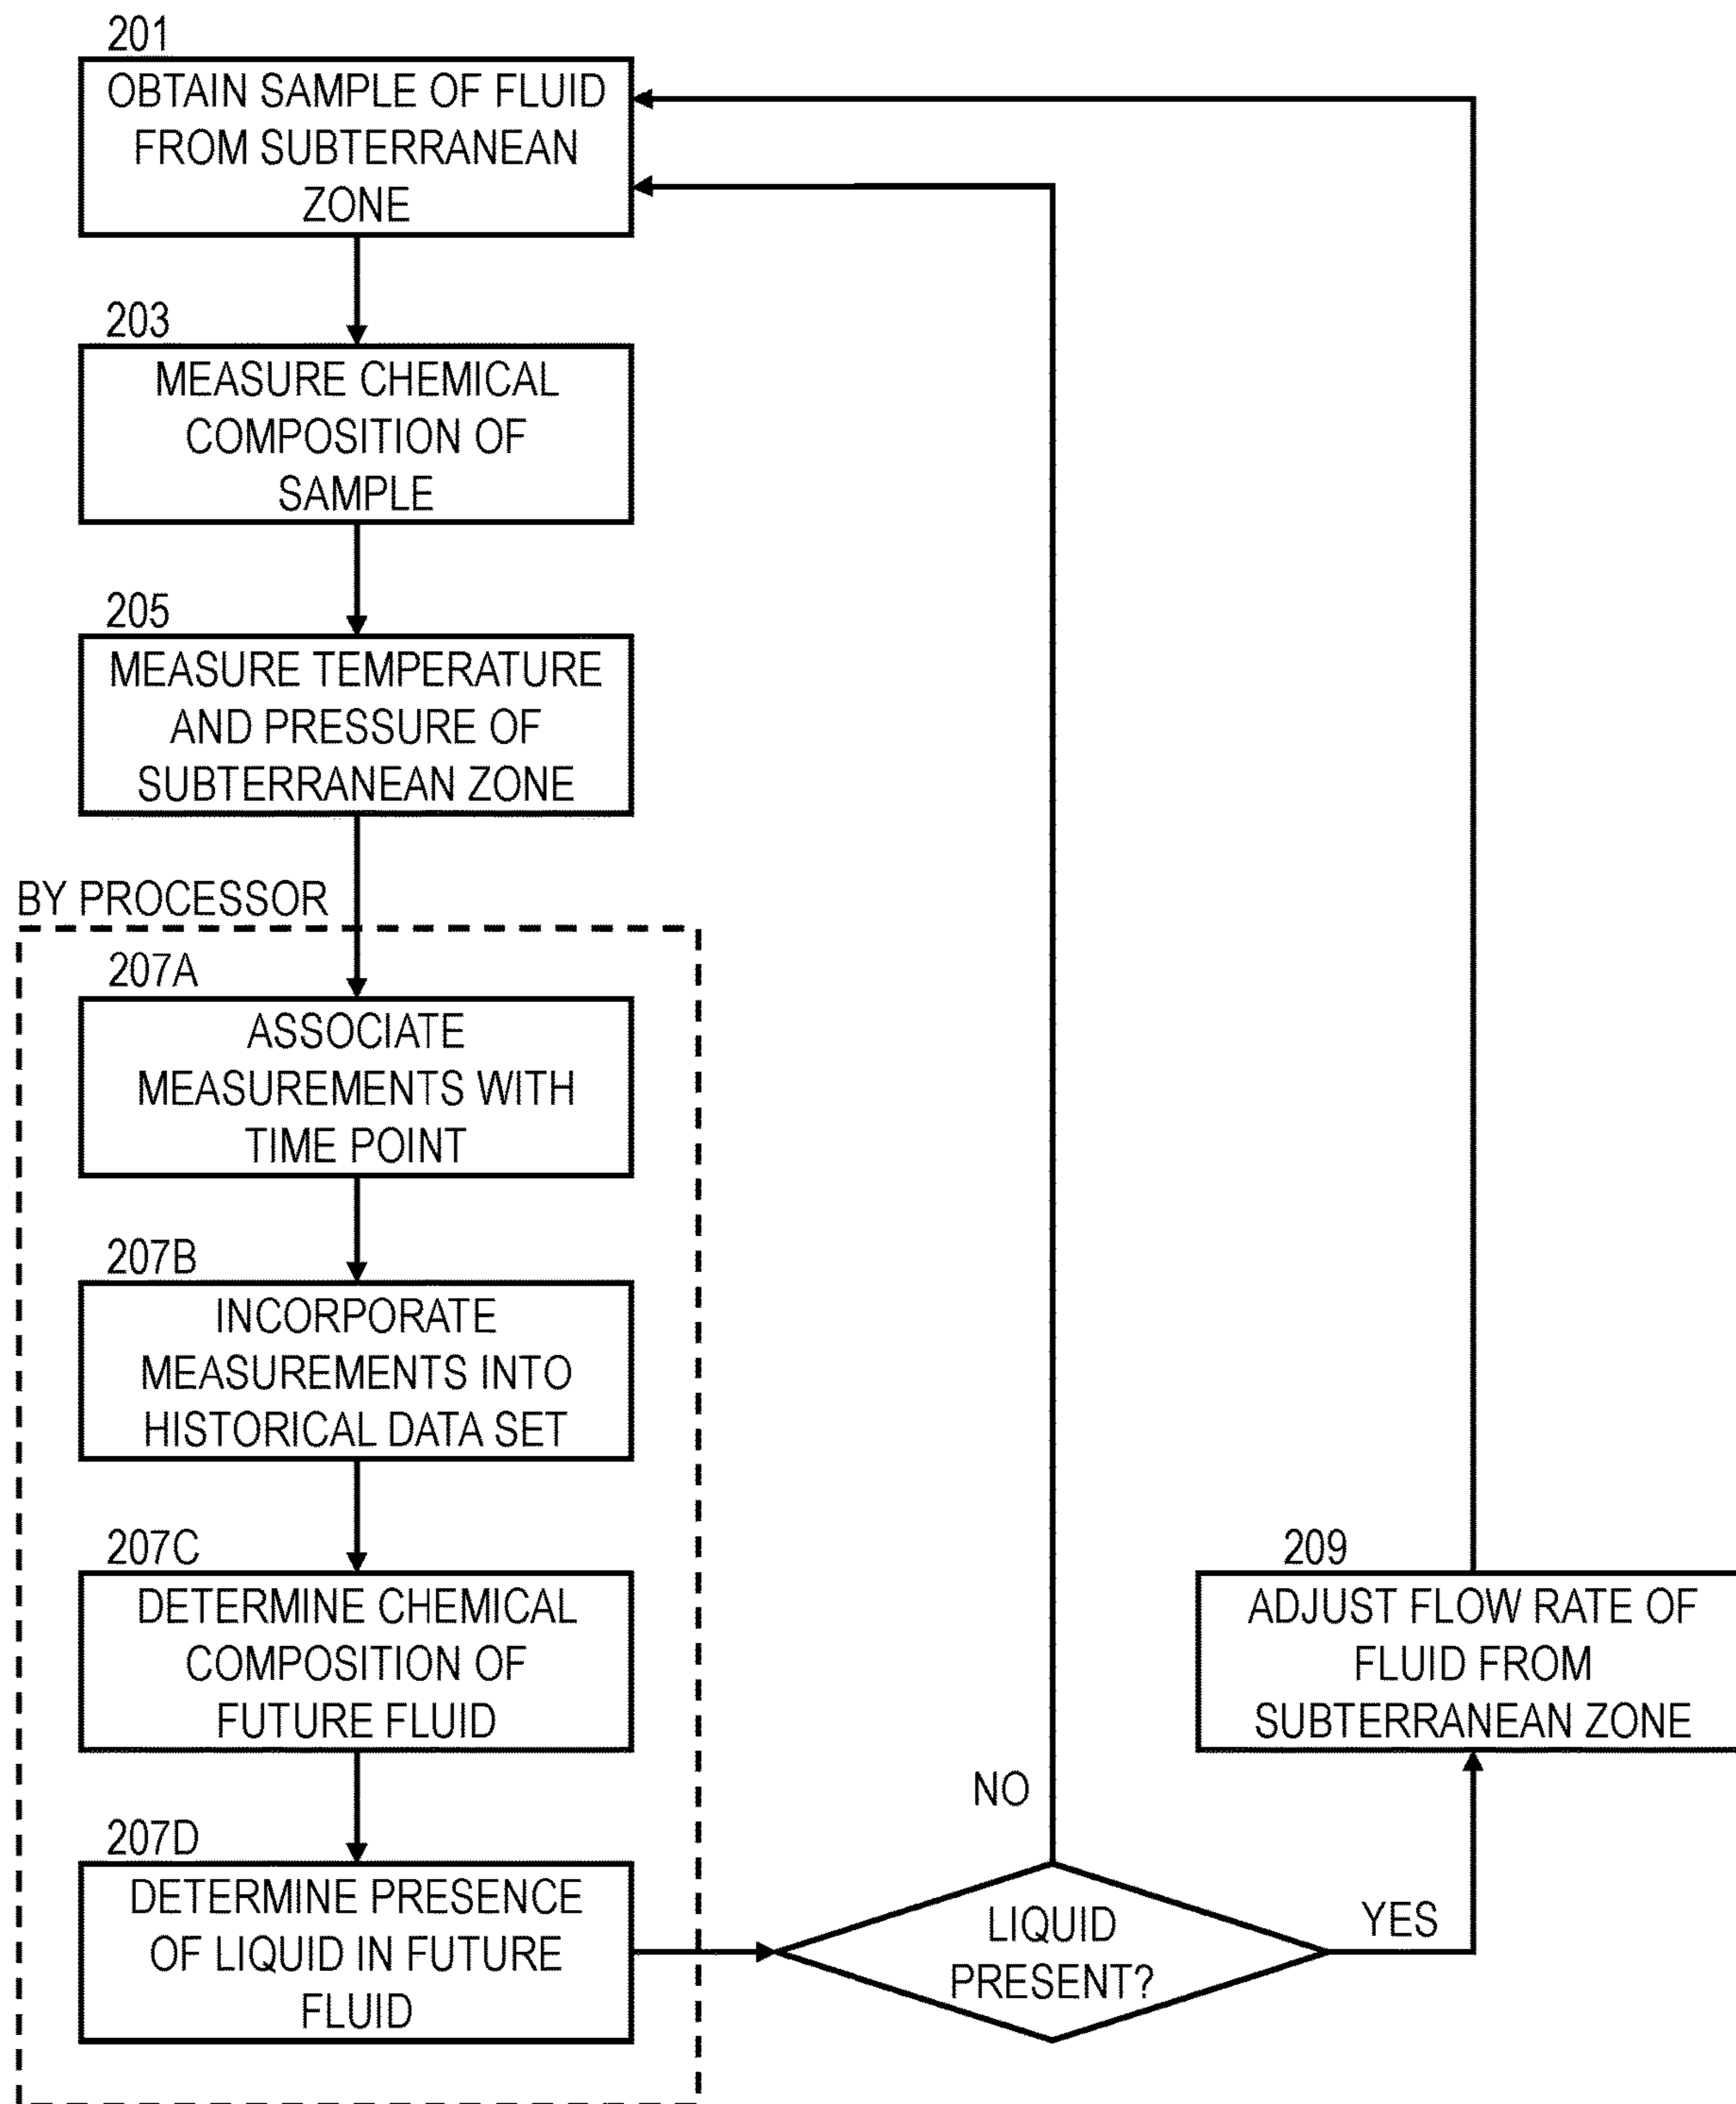 201
OBTAIN SAMPLE OF FLUID
FROM SUBTERRANEAN
ZONE
203
MEASURE CHEMICAL
COMPOSITION OF
SAMPLE
205
MEASURE TEMPERATURE
AND PRESSURE OF
SUBTERRANEAN ZONE
BY PROCESSOR
207A
ASSOCIATE
MEASUREMENTS WITH
TIME POINT
207B
INCORPORATE
MEASUREMENTS INTO
HISTORICAL DATA SET
207C
DETERMINE CHEMICAL
COMPOSITION OF
FUTURE FLUID
207D
DETERMINE PRESENCE
OF LIQUID IN FUTURE
FLUID
LIQUID
PRESENT?
NO
YES
209
ADJUST FLOW RATE OF
FLUID FROM
SUBTERRANEAN ZONE